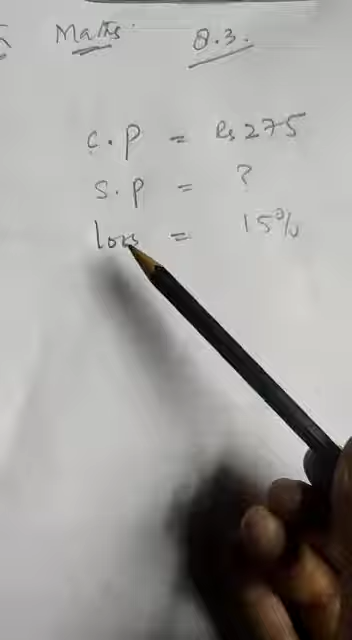 Maths 8.3.
C.P = Rs 275
S.P = ?
loss = 15%